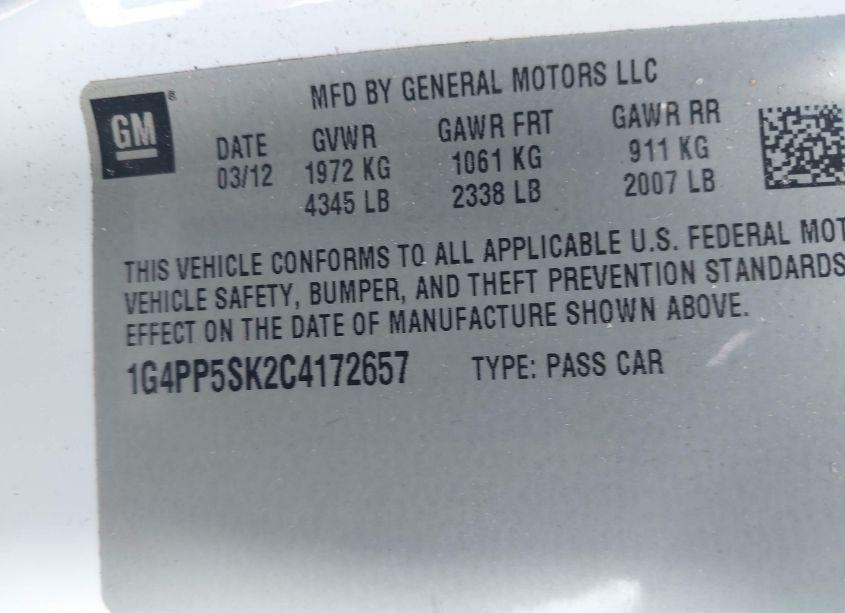 MFD BY GENERAL MOTORS LLC
GM ®
DATE GVWR GAWR FRT GAWR RR
03/12 1972 KG 1061 KG 911 KG
4345 LB 2338 LB 2007 LB
THIS VEHICLE CONFORMS TO ALL APPLICABLE U.S. FEDERAL MOT
VEHICLE SAFETY, BUMPER, AND THEFT PREVENTION STANDARDS
EFFECT ON THE DATE OF MANUFACTURE SHOWN ABOVE.
1G4PP5SK2C4172657 TYPE: PASS CAR